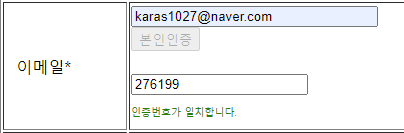 karas1027@naver.com
본인인증
이메일*
276199
인증번호가 일치합니다.